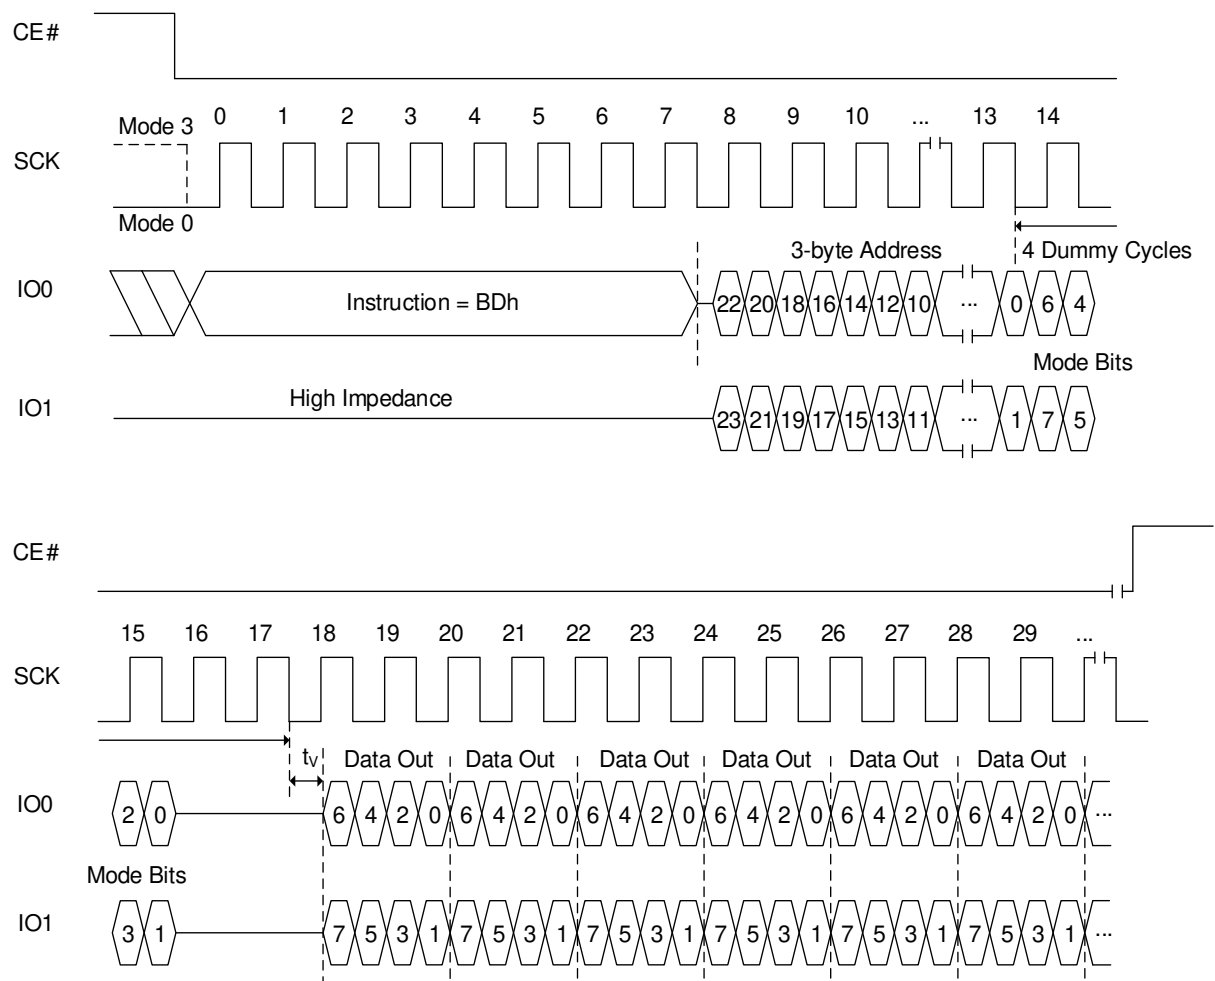 CE#
0 1 2 3 4 5 6 7 8 9 10 ... 13 14
Mode 3
SCK
Mode 0
3-byte Address 4 Dummy Cycles
IO0 Instruction = BDh 22 20 18 16 14 12 10 ... 0 6 4
Mode Bits
High Impedance
IO1 23 21 19 17 15 13 11 ... 1 7 5
CE#
15 16 17 18 19 20 21 22 23 24 25 26 27 28 29 ...
SCK
tV Data Out Data Out Data Out Data Out Data Out Data Out
IO0 2 0 6 4 2 0 6 4 2 0 6 4 2 0 6 4 2 0 6 4 2 0 6 4 2 0 ...
Mode Bits
IO1 3 1 7 5 3 1 7 5 3 1 7 5 3 1 7 5 3 1 7 5 3 1 7 5 3 1 ...